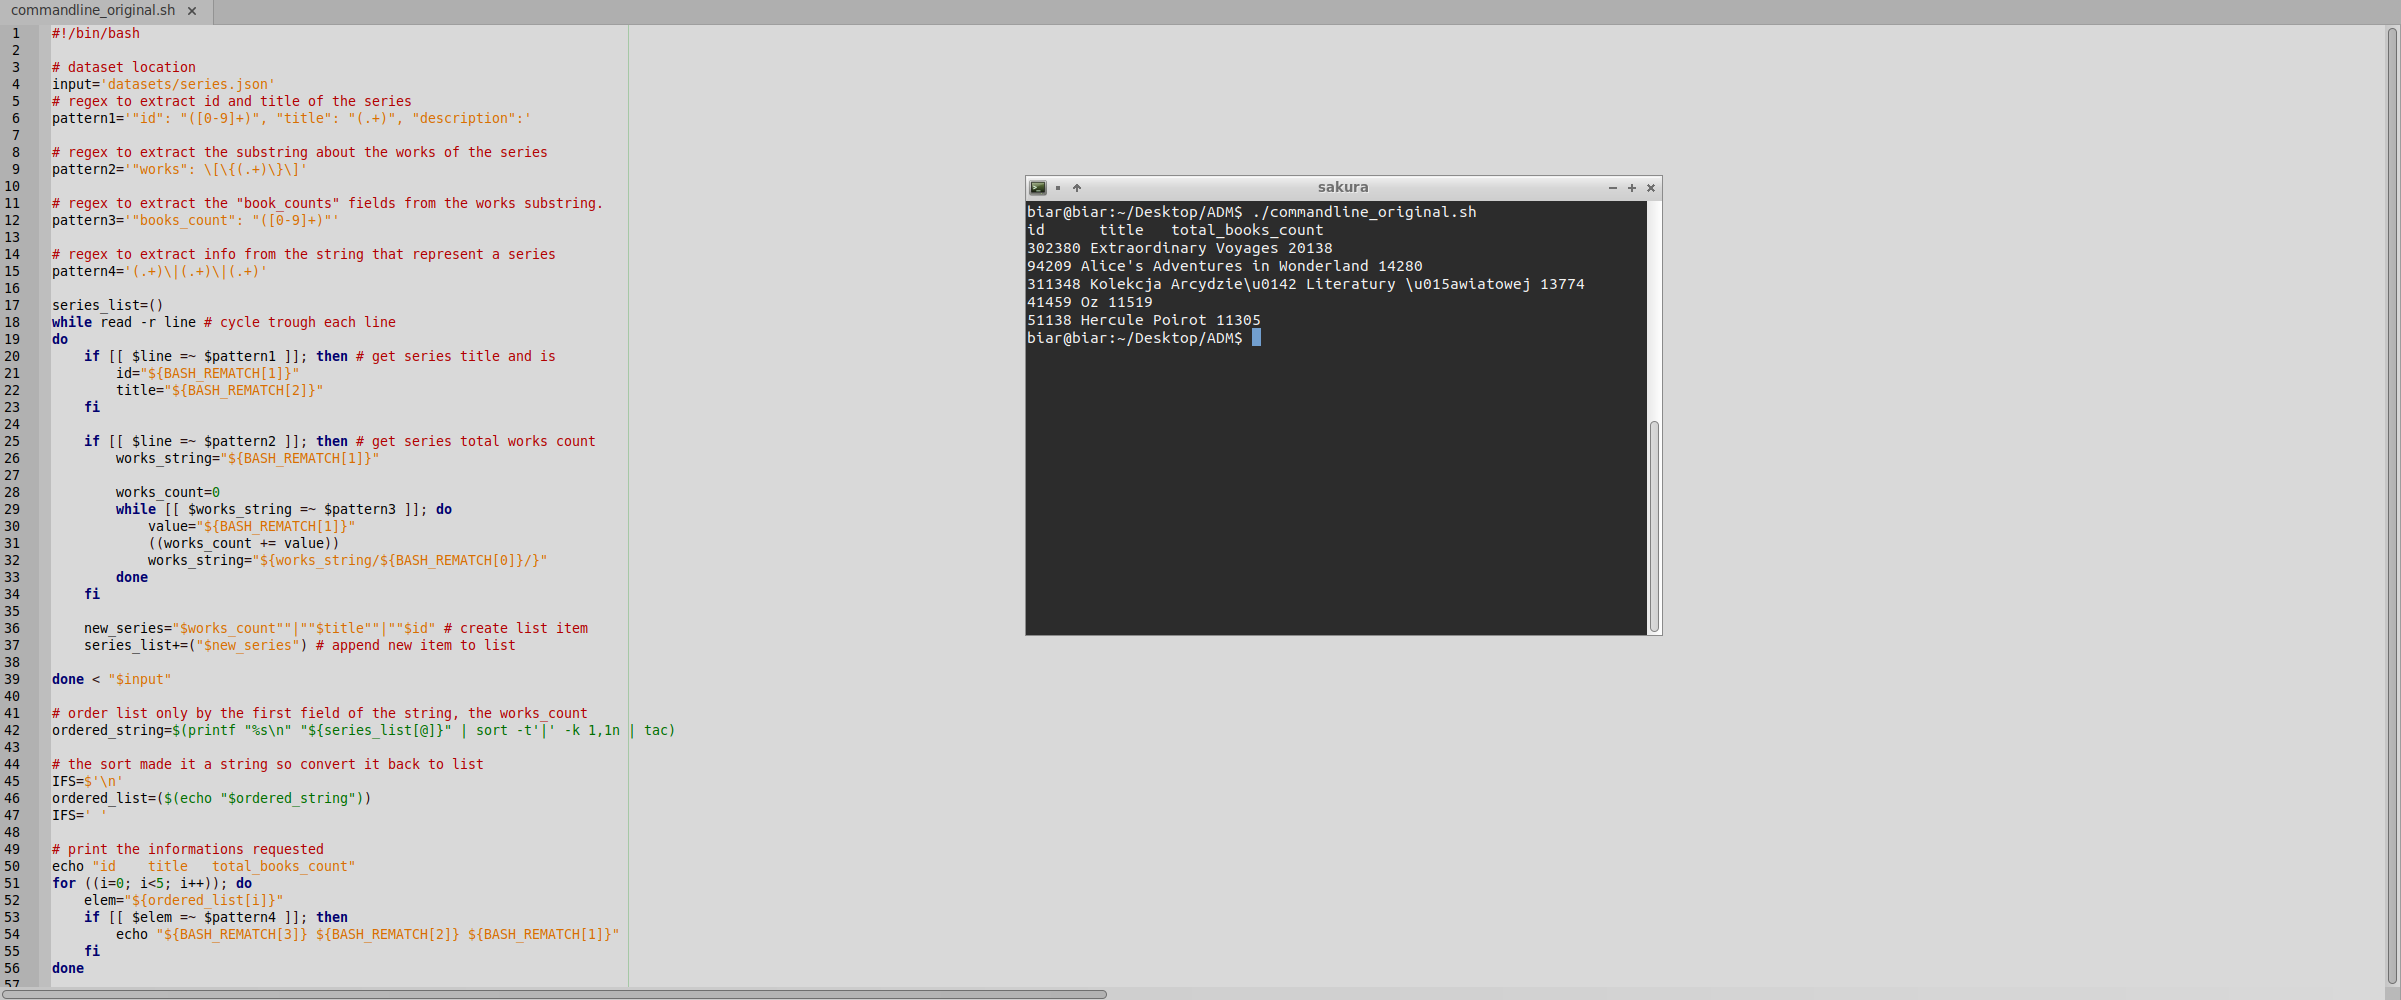 commandline_original.sh ×
1 #!/bin/bash
2
3 # dataset location
4 input='datasets/series.json'
5 # regex to extract id and title of the series
6 pattern1='"id": "([0-9]+)", "title": "(.+)", "description":'
7
8 # regex to extract the substring about the works of the series
9 pattern2='"works": \[\{(.+)\}\]'
10
11 # regex to extract the "book_counts" fields from the works substring.
12 pattern3='"books_count": "([0-9]+)"'
13
14 # regex to extract info from the string that represent a series
15 pattern4='(.+)\|(.+)\|(.+)'
16
17 series_list=()
18 while read -r line # cycle trough each line
19 do
20     if [[ $line =~ $pattern1 ]]; then # get series title and is
21         id="${BASH_REMATCH[1]}"
22         title="${BASH_REMATCH[2]}"
23     fi
24
25     if [[ $line =~ $pattern2 ]]; then # get series total works count
26         works_string="${BASH_REMATCH[1]}"
27
28         works_count=0
29         while [[ $works_string =~ $pattern3 ]]; do
30             value="${BASH_REMATCH[1]}"
31             ((works_count += value))
32             works_string="${works_string/${BASH_REMATCH[0]}/}"
33         done
34     fi
35
36     new_series="$works_count""|""$title""|""$id" # create list item
37     series_list+=("$new_series") # append new item to list
38
39 done < "$input"
40
41 # order list only by the first field of the string, the works_count
42 ordered_string=$(printf "%s\n" "${series_list[@]}" | sort -t'|' -k 1,1n | tac)
43
44 # the sort made it a string so convert it back to list
45 IFS=$'\n'
46 ordered_list=($(echo "$ordered_string"))
47 IFS=' '
48
49 # print the informations requested
50 echo "id    title   total_books_count"
51 for ((i=0; i<5; i++)); do
52     elem="${ordered_list[i]}"
53     if [[ $elem =~ $pattern4 ]]; then
54         echo "${BASH_REMATCH[3]} ${BASH_REMATCH[2]} ${BASH_REMATCH[1]}"
55     fi
56 done
57
sakura
biar@biar:~/Desktop/ADM$ ./commandline_original.sh
id      title   total_books_count
302380 Extraordinary Voyages 20138
94209 Alice's Adventures in Wonderland 14280
311348 Kolekcja Arcydzie\u0142 Literatury \u015awiatowej 13774
41459 Oz 11519
51138 Hercule Poirot 11305
biar@biar:~/Desktop/ADM$